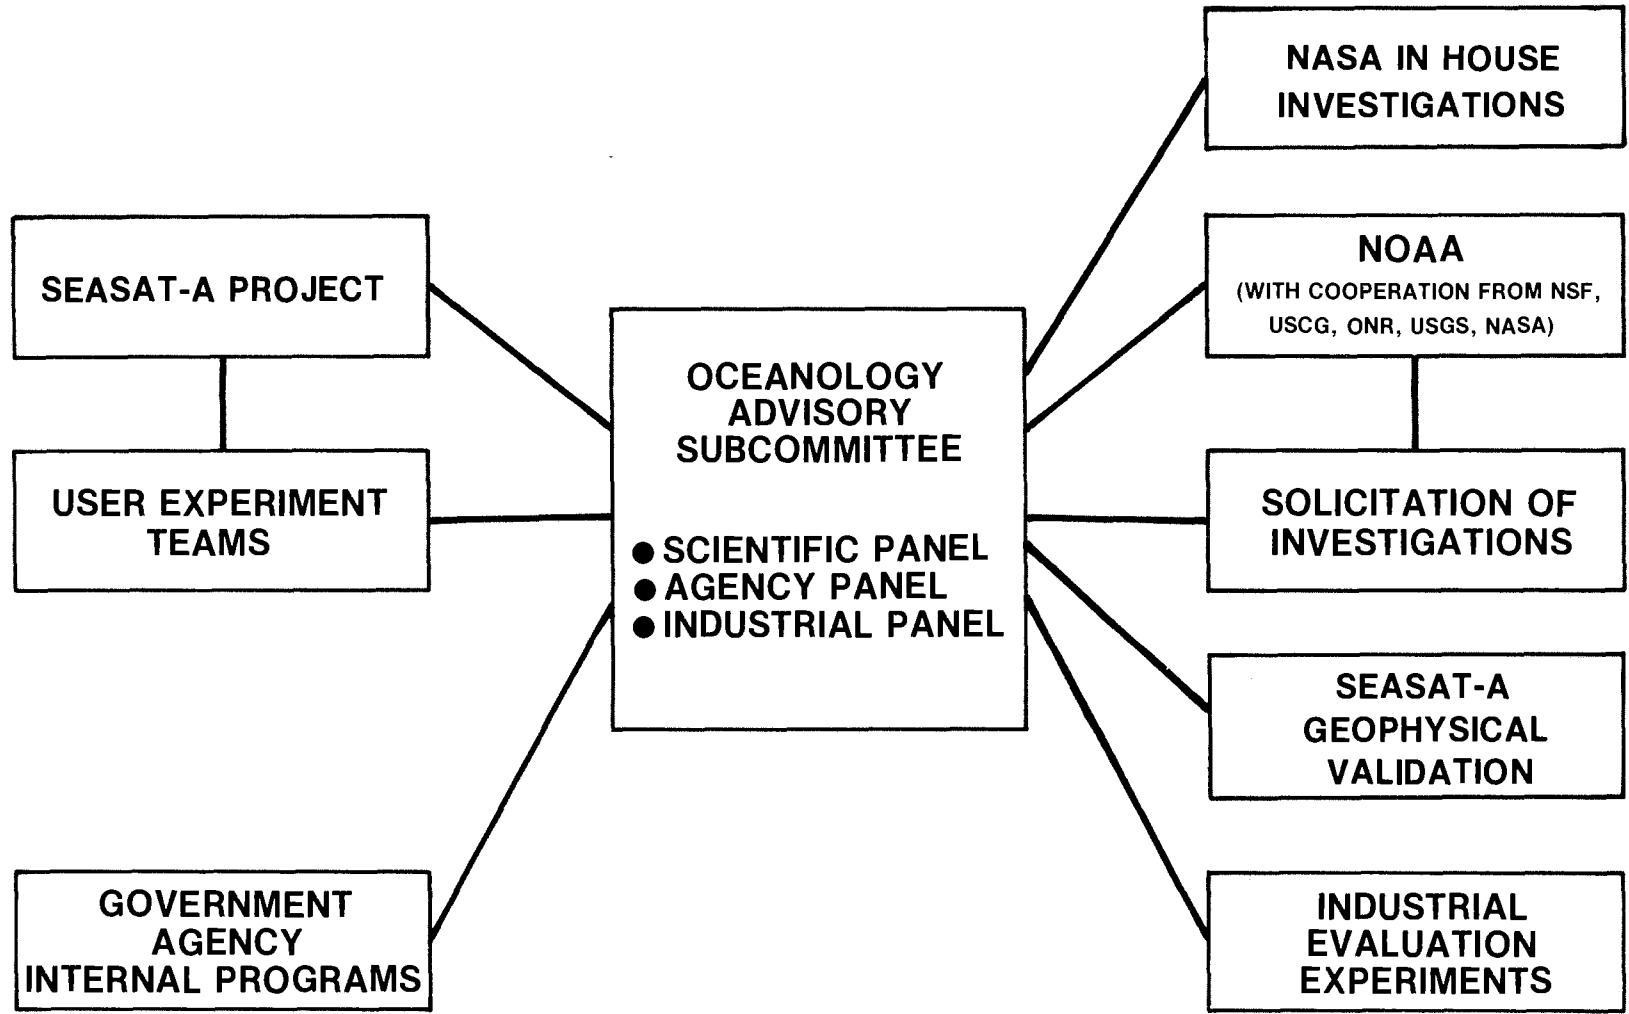 NASA IN HOUSE
INVESTIGATIONS
SEASAT-A PROJECT
NOAA
(WITH COOPERATION FROM NSF,
USCG, ONR, USGS, NASA)
OCEANOLOGY
ADVISORY
SUBCOMMITTEE
● SCIENTIFIC PANEL
● AGENCY PANEL
● INDUSTRIAL PANEL
USER EXPERIMENT
TEAMS
SOLICITATION OF
INVESTIGATIONS
SEASAT-A
GEOPHYSICAL
VALIDATION
GOVERNMENT
AGENCY
INTERNAL PROGRAMS
INDUSTRIAL
EVALUATION
EXPERIMENTS